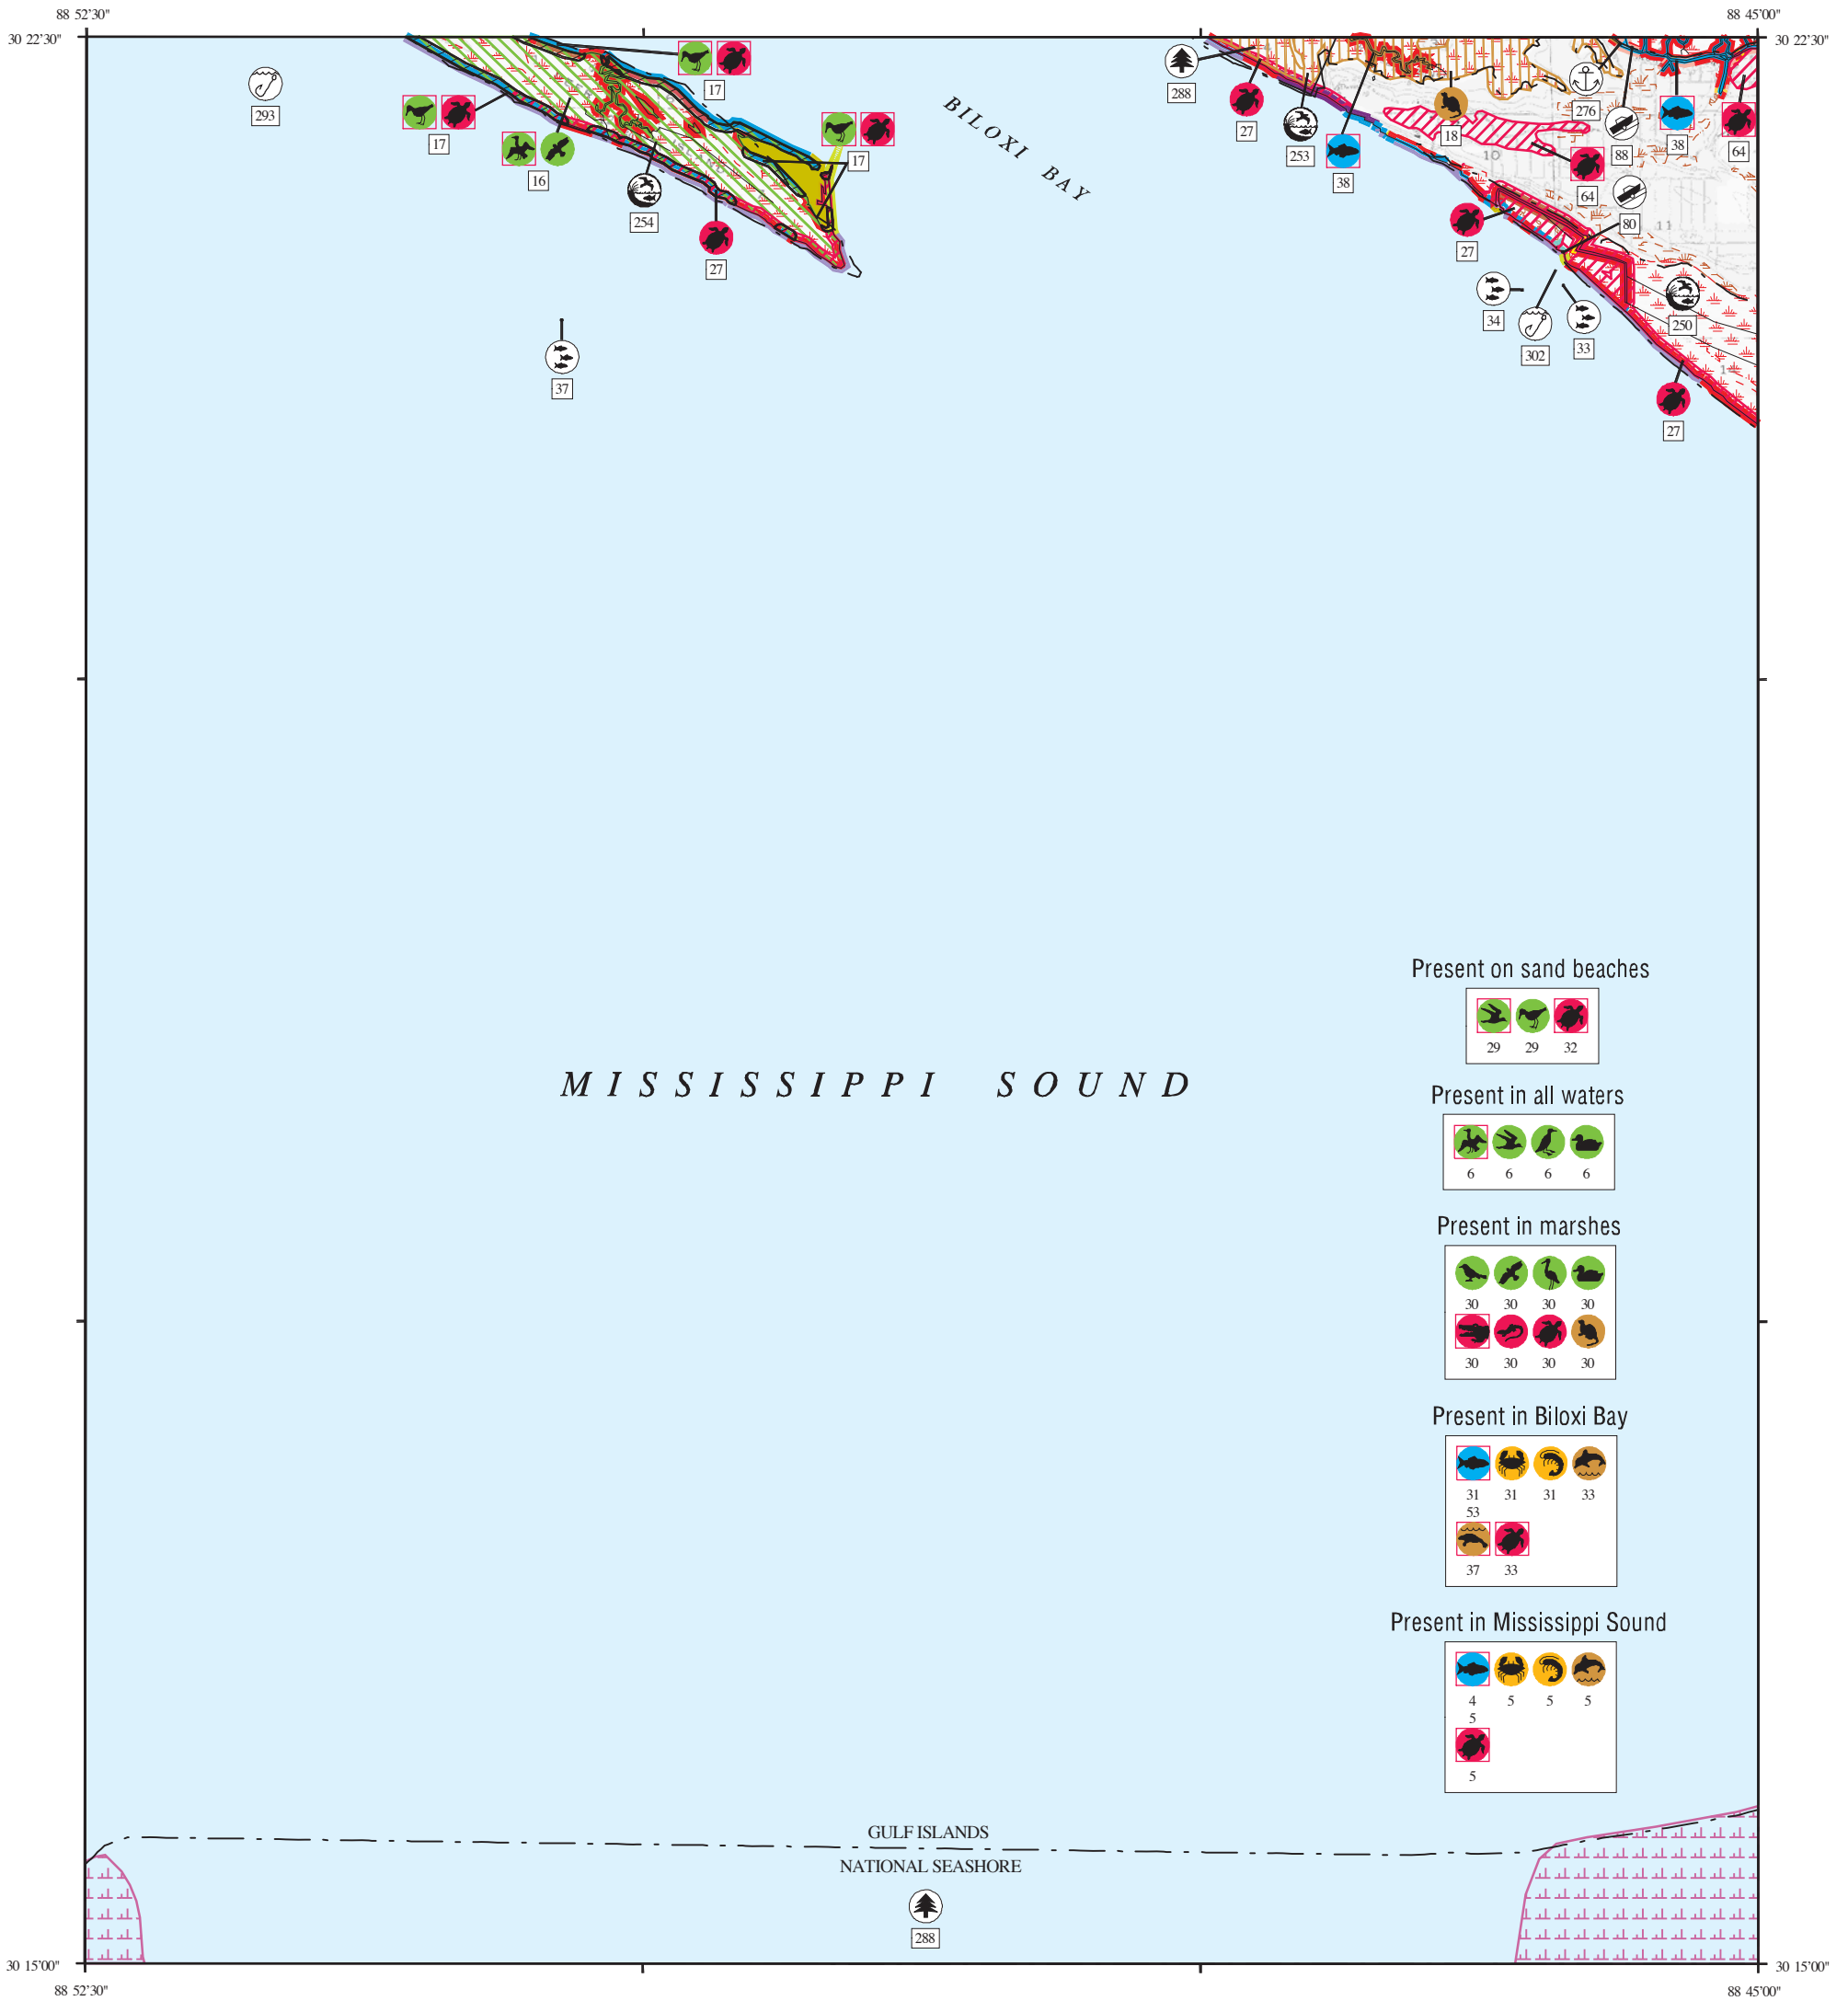 88 52'30"
88 45'00"
30 22'30"
30 22'30"
293
17
17
16
254
27
17
37
BILOXI BAY
288
27
253
38
18
276
88
38
64
64
80
10
11
27
34
302
33
250
27
Present on sand beaches
29 29 32
Present in all waters
6 6 6 6
MISSISSIPPI SOUND
Present in marshes
30 30 30 30
30 30 30 30
Present in Biloxi Bay
31 31 31 33
53
37 33
Present in Mississippi Sound
4 5 5 5
5
5
GULF ISLANDS
NATIONAL SEASHORE
288
30 15'00"
30 15'00"
88 52'30"
88 45'00"